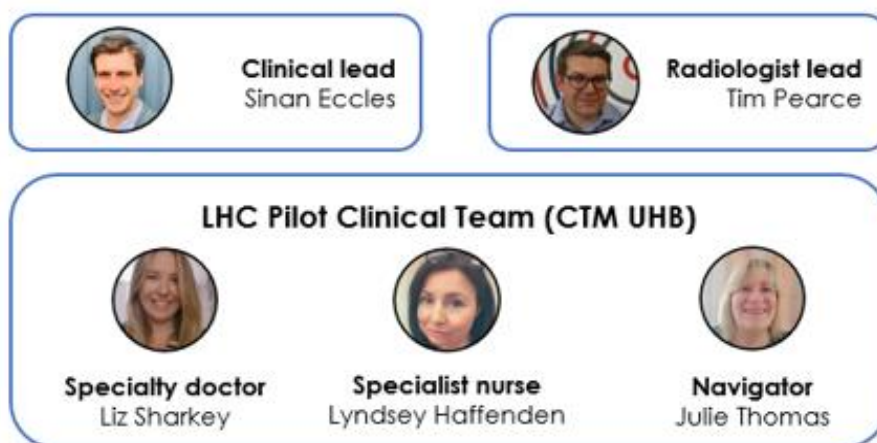 Clinical lead
Sinan Eccles
Radiologist lead
Tim Pearce
LHC Pilot Clinical Team (CTM UHB)
Specialty doctor
Liz Sharkey
Specialist nurse
Lyndsey Haffenden
Navigator
Julie Thomas